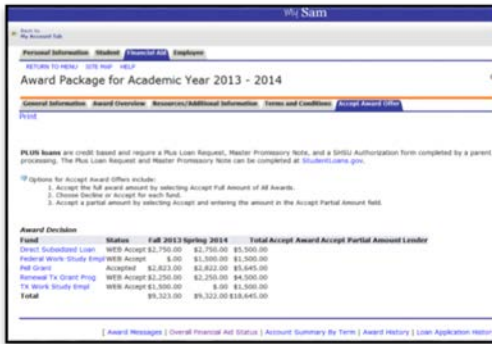 My Sam
Back to
My Account Tab
Personal Information Student Financial Aid Employee
RETURN TO MENU SITE MAP HELP
Award Package for Academic Year 2013 - 2014
General Information Award Overview Resources/Additional Information Terms and Conditions Accept Award Offer
Print
PLUS loans are credit based and require a Plus Loan Request, Master Promissory Note, and a SHSU Authorization form completed by a parent
processing. The Plus Loan Request and Master Promissory Note can be completed at StudentLoans.gov.
Options for Accept Award Offers include:
1. Accept the full award amount by selecting Accept Full Amount of All Awards.
2. Choose Decline or Accept for each fund.
3. Accept a partial amount by selecting Accept and entering the amount in the Accept Partial Amount field.
Award Decision
Fund Status Fall 2013 Spring 2014 Total Accept Award Accept Partial Amount Lender
Direct Subsidized Loan WEB Accept $2,750.00 $2,750.00 $5,500.00
Federal Work-Study Empl WEB Accept $.00 $1,500.00 $1,500.00
Pell Grant Accepted $2,823.00 $2,822.00 $5,645.00
Renewal Tx Grant Prog WEB Accept $2,250.00 $2,250.00 $4,500.00
TX Work Study Empl WEB Accept $1,500.00 $.00 $1,500.00
Total $9,323.00 $9,322.00 $18,645.00
[ Award Messages | Overall Financial Aid Status | Account Summary By Term | Award History | Loan Application History